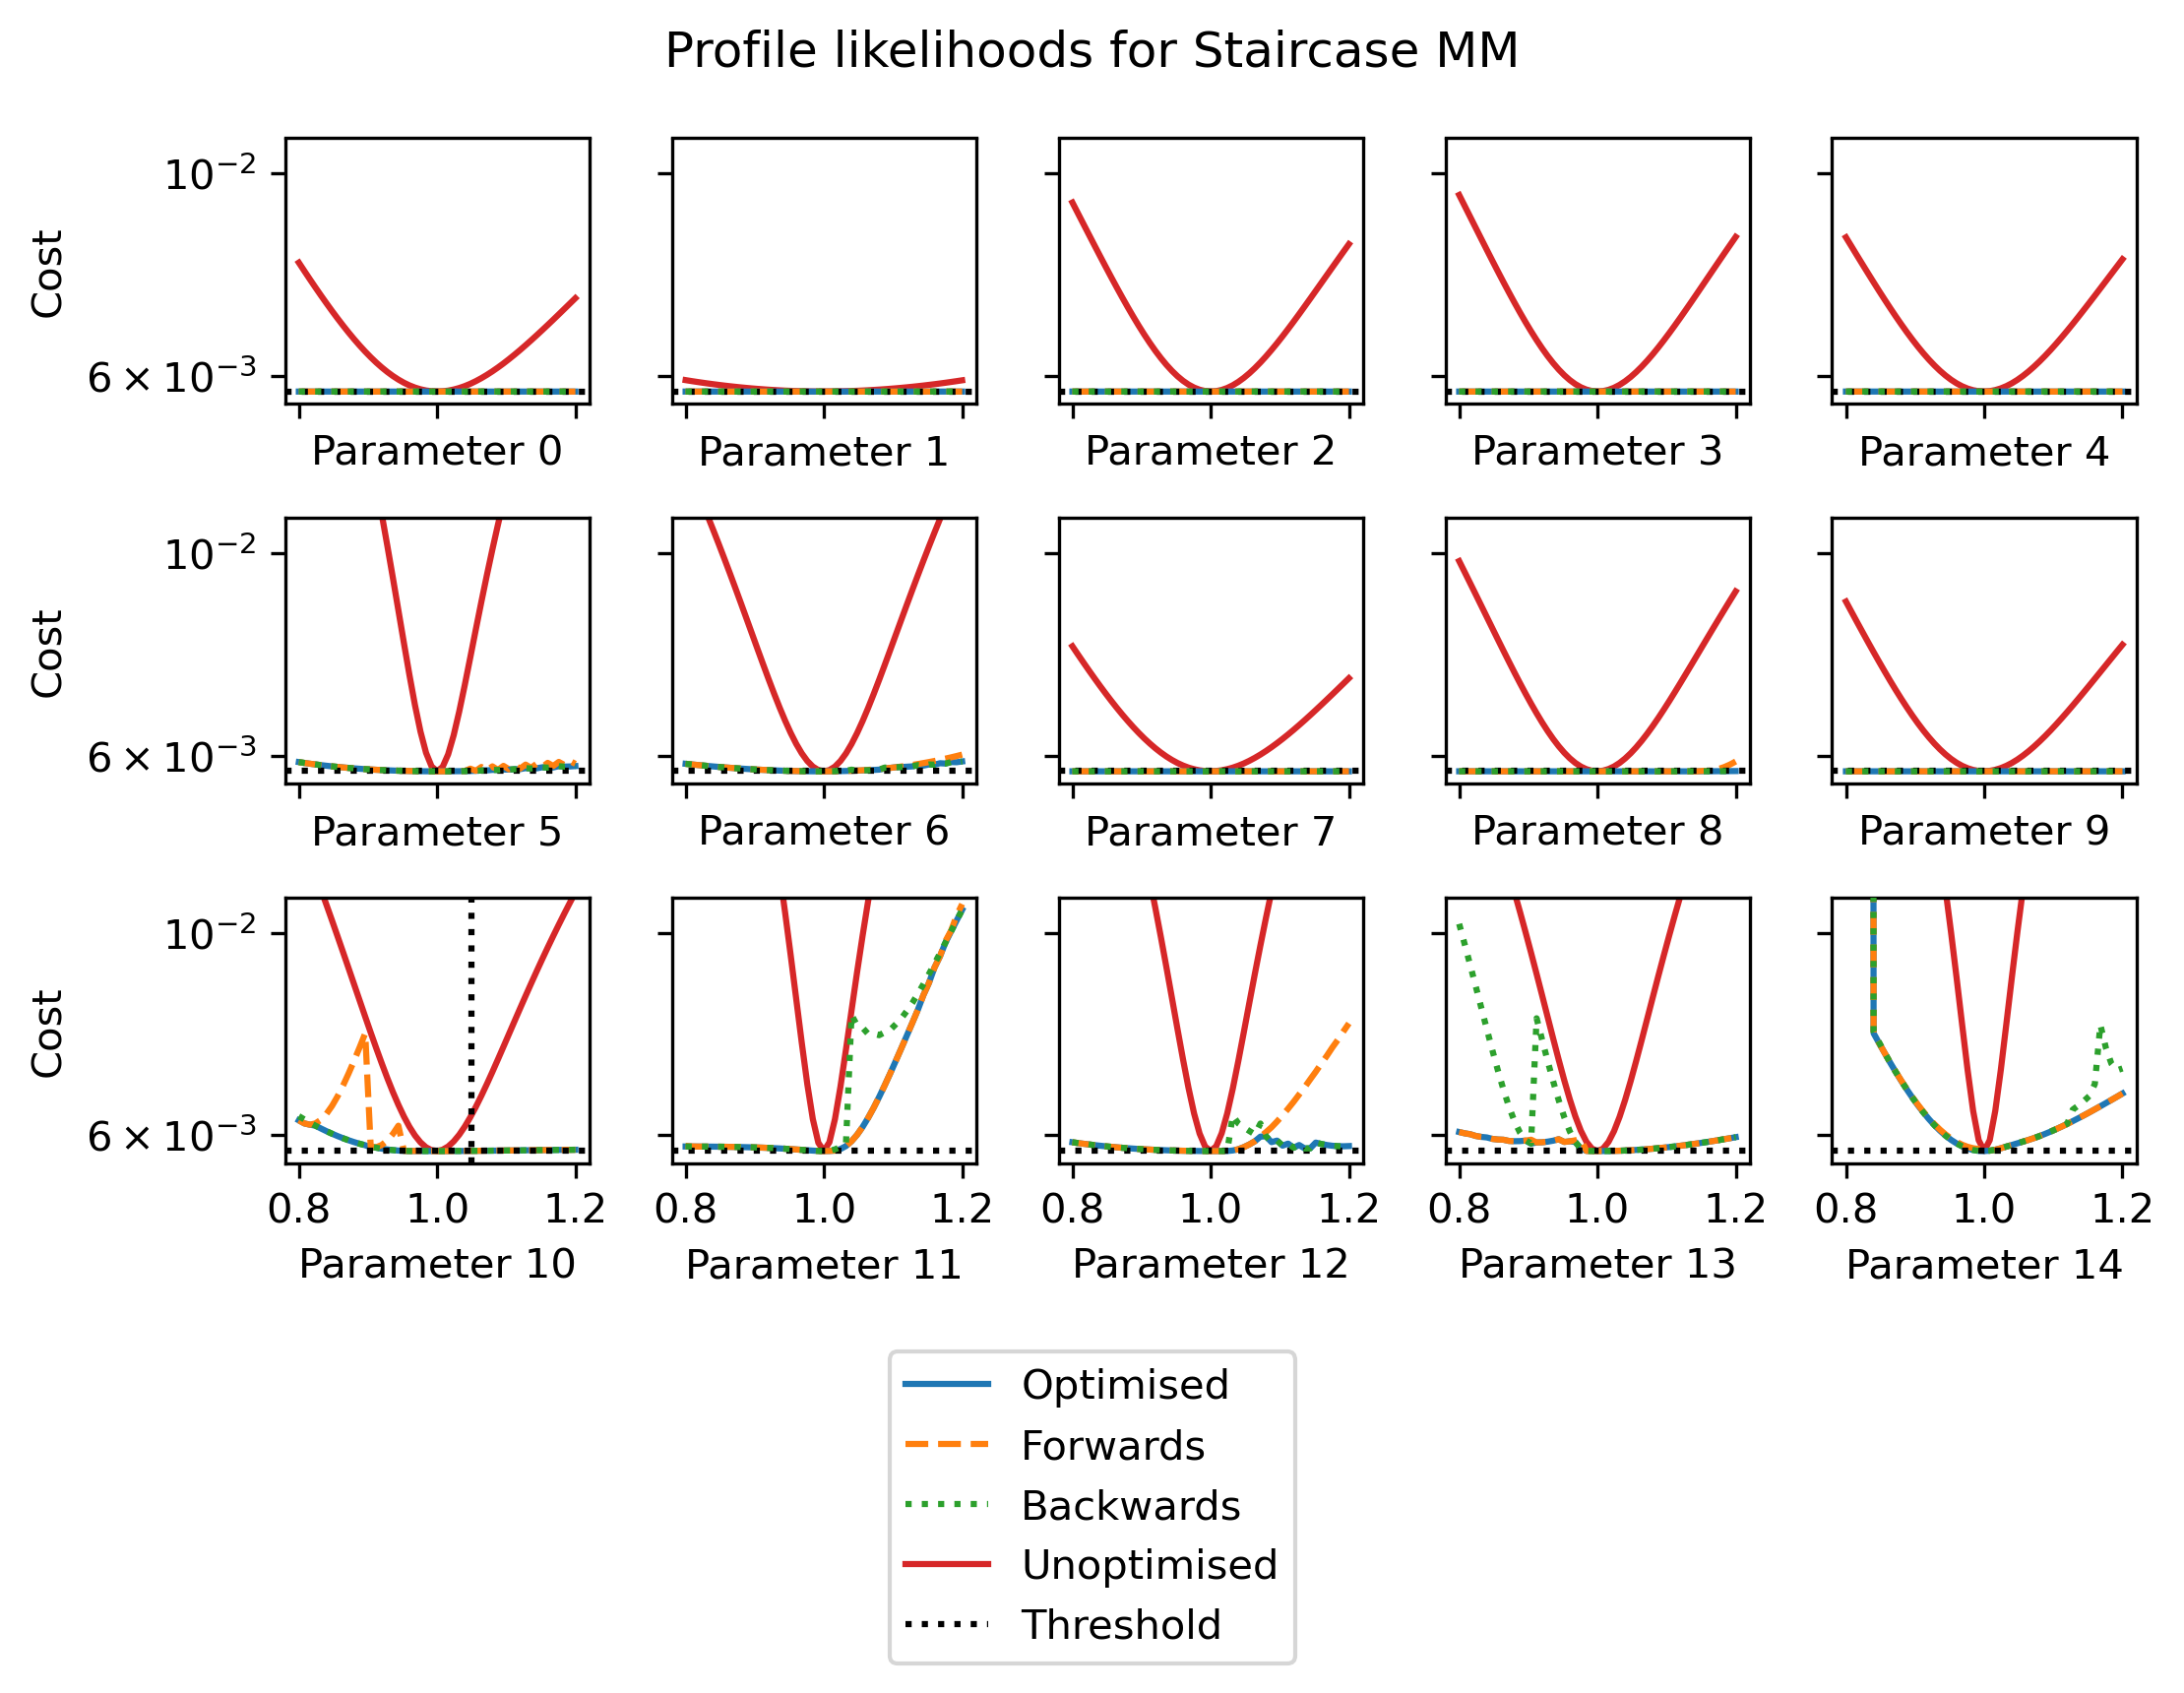 Profile likelihoods for Staircase MM
10⁻²
6 × 10⁻³
Cost
Parameter 0
Parameter 1
Parameter 2
Parameter 3
Parameter 4
10⁻²
6 × 10⁻³
Cost
Parameter 5
Parameter 6
Parameter 7
Parameter 8
Parameter 9
10⁻²
6 × 10⁻³
Cost
0.8 1.0 1.2
0.8 1.0 1.2
0.8 1.0 1.2
0.8 1.0 1.2
0.8 1.0 1.2
Parameter 10
Parameter 11
Parameter 12
Parameter 13
Parameter 14
Optimised
Forwards
Backwards
Unoptimised
Threshold